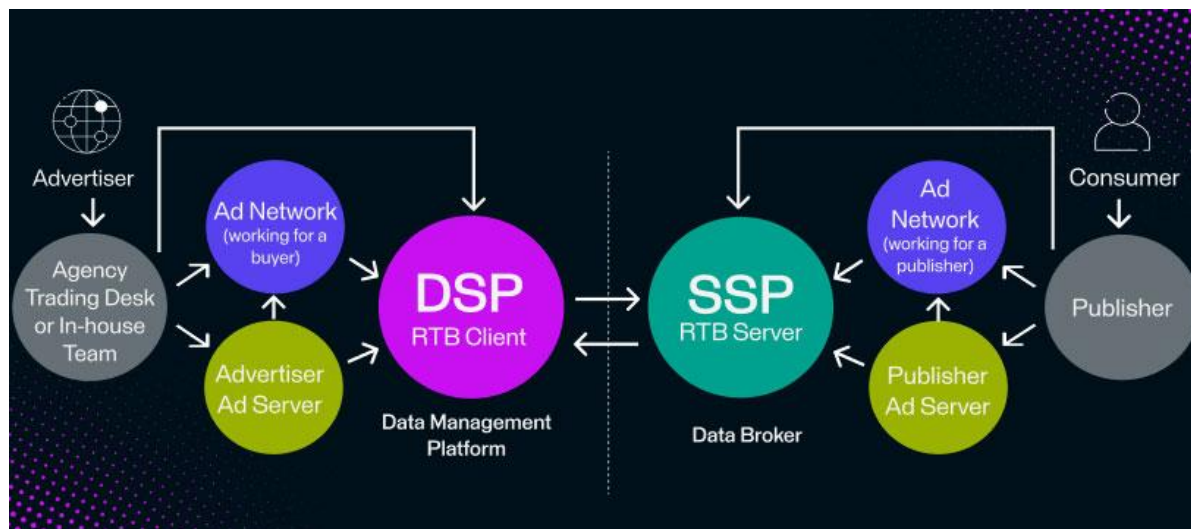 Advertiser
Agency
Trading Desk
or In-house
Team
Ad Network
(working for a
buyer)
Advertiser
Ad Server
DSP
RTB Client
Data Management
Platform
SSP
RTB Server
Data Broker
Ad
Network
(working for a
publisher)
Publisher
Ad Server
Consumer
Publisher